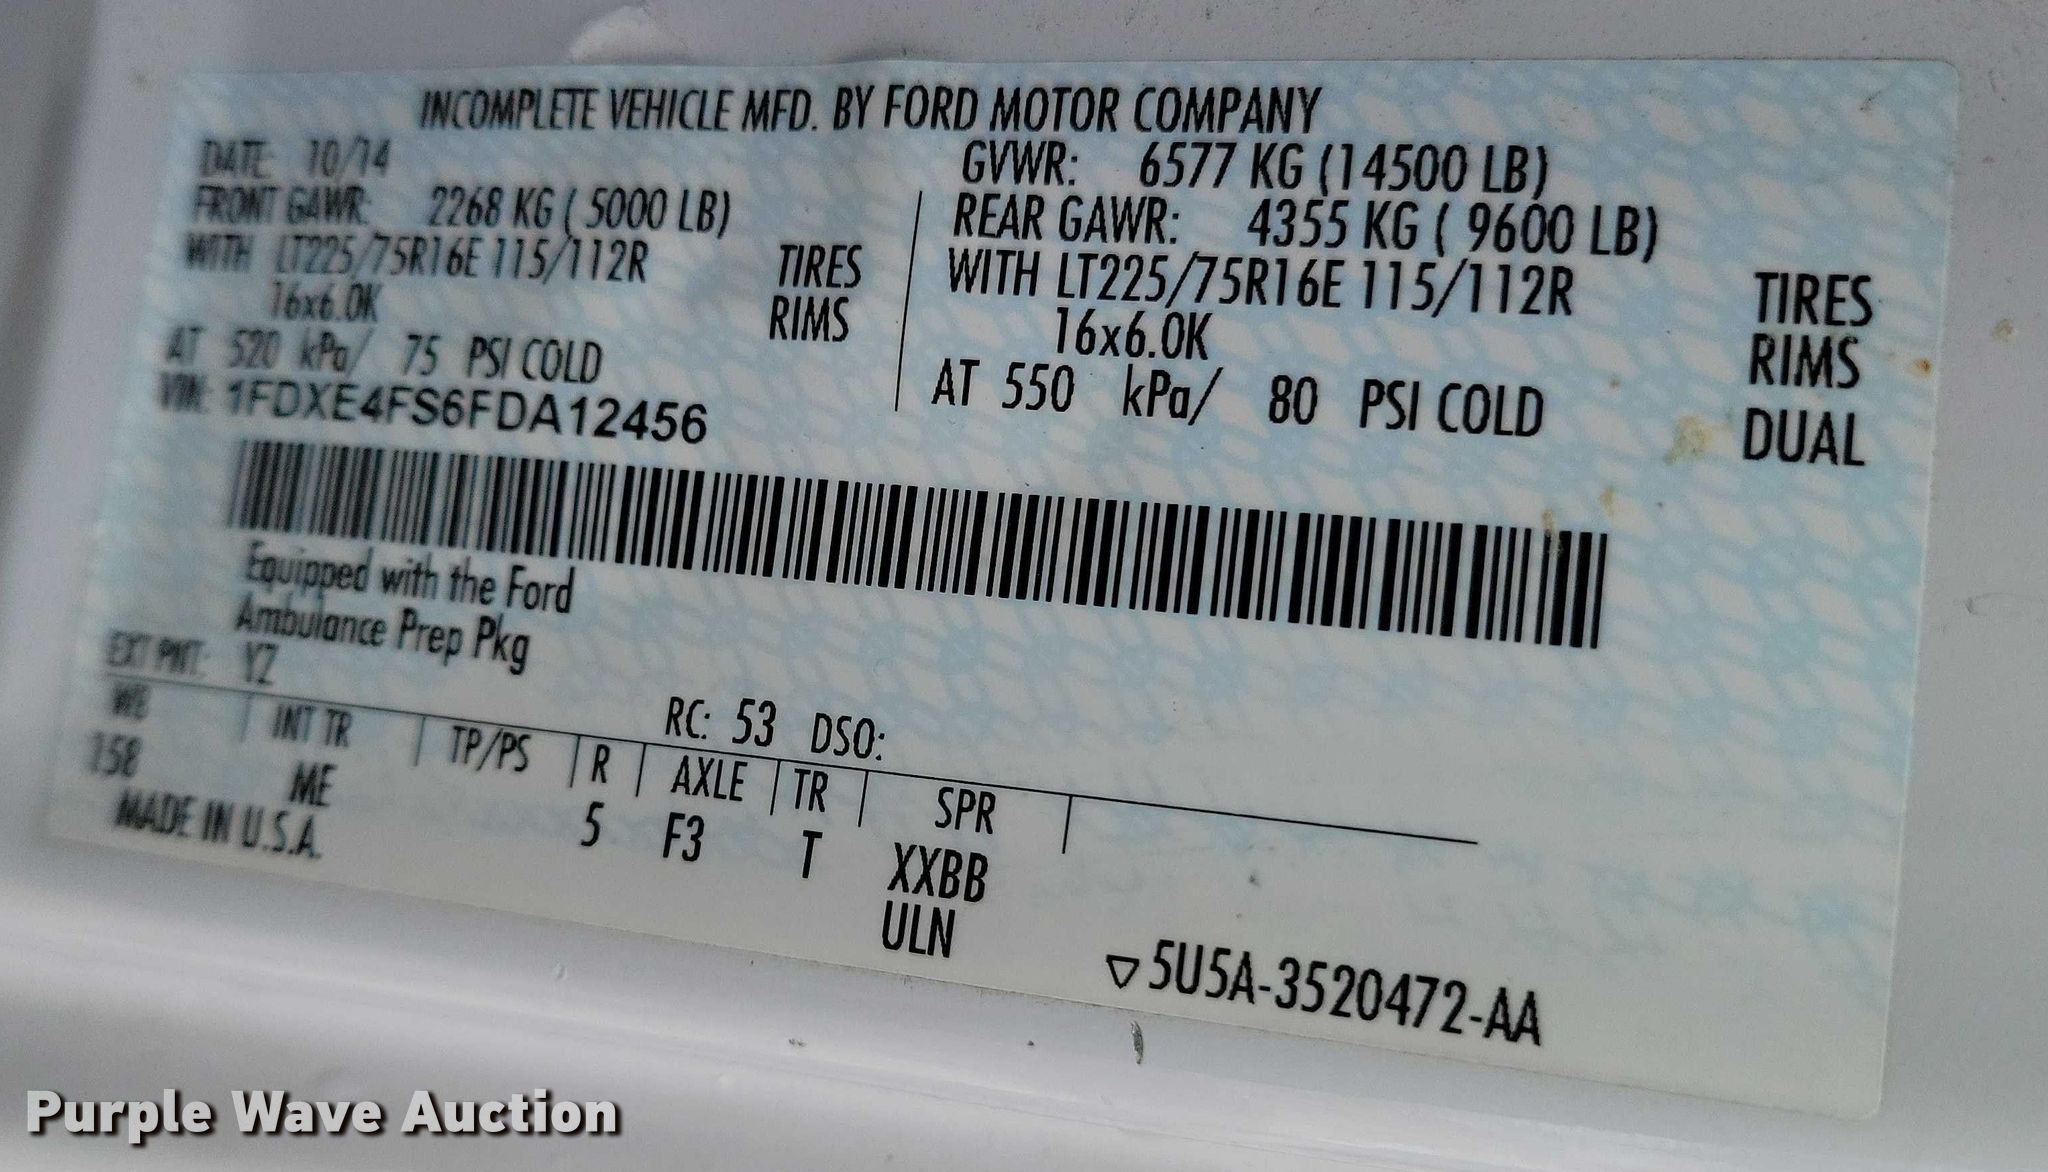 INCOMPLETE VEHICLE MFD. BY FORD MOTOR COMPANY
DATE: 10/14 GVWR: 6577 KG (14500 LB)
FRONT GAWR: 2268 KG ( 5000 LB) REAR GAWR: 4355 KG ( 9600 LB)
WITH LT225/75R16E 115/112R TIRES WITH LT225/75R16E 115/112R TIRES
16x6.0K RIMS 16x6.0K RIMS
AT 520 kPa/ 75 PSI COLD AT 550 kPa/ 80 PSI COLD DUAL
VIN: 1FDXE4FS6FDA12456
Equipped with the Ford
Ambulance Prep Pkg
EXT PNT: YZ RC: 53 DSO:
WB INT TR TP/PS R AXLE TR SPR
158 ME 5 F3 T XXBB
MADE IN U.S.A. ULN
▽5U5A-3520472-AA
Purple Wave Auction